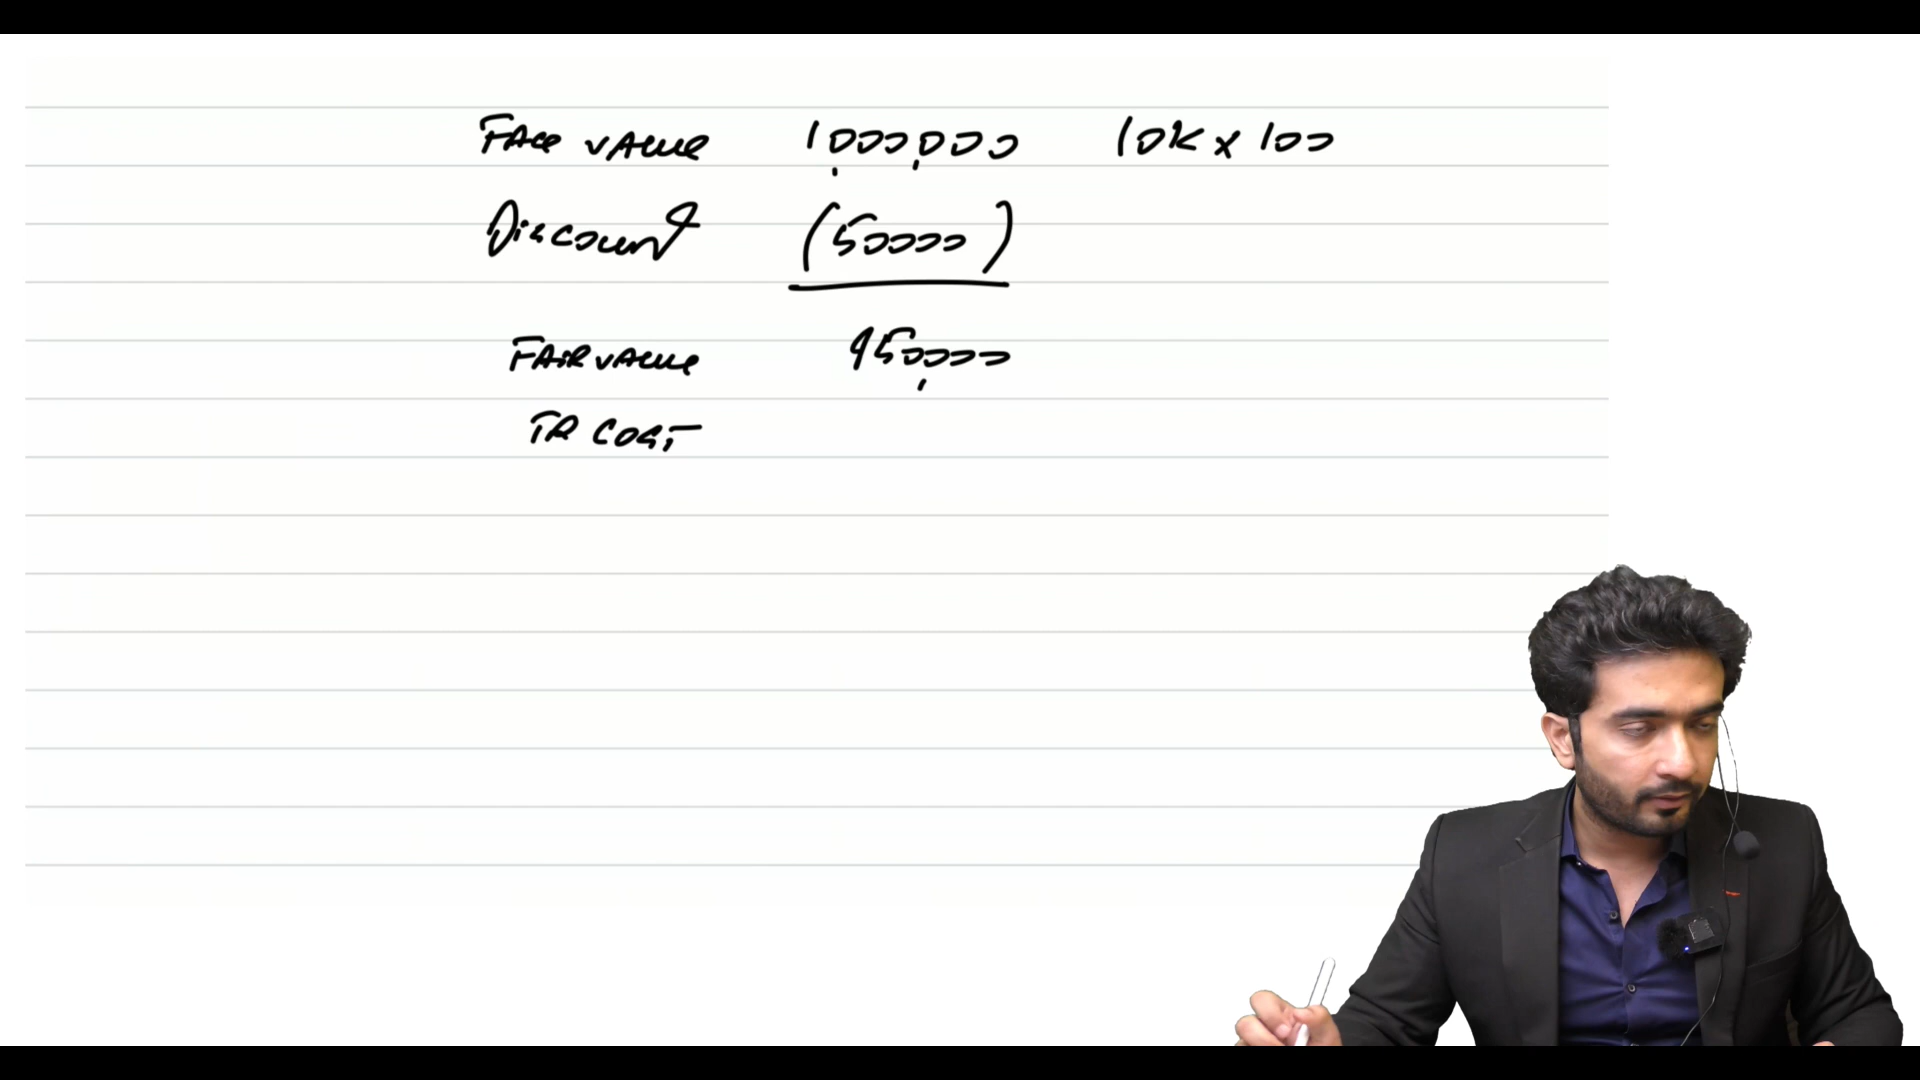 FACE VALUE 1,000,000 10K x 100
DISCOUNT (50000)
FAIR VALUE 950,000
TR COST